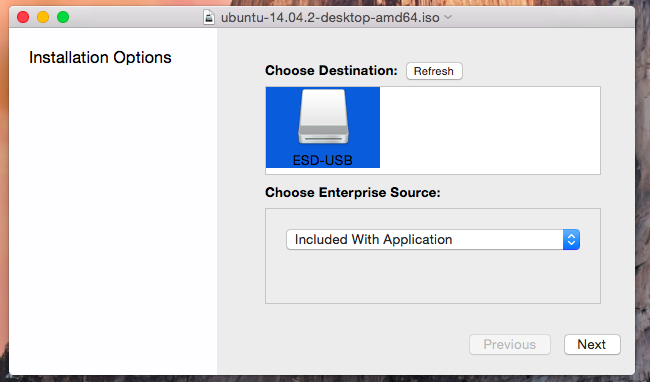 ubuntu-14.04.2-desktop-amd64.iso
Installation Options
Choose Destination: Refresh
ESD-USB
Choose Enterprise Source:
Included With Application
Previous Next